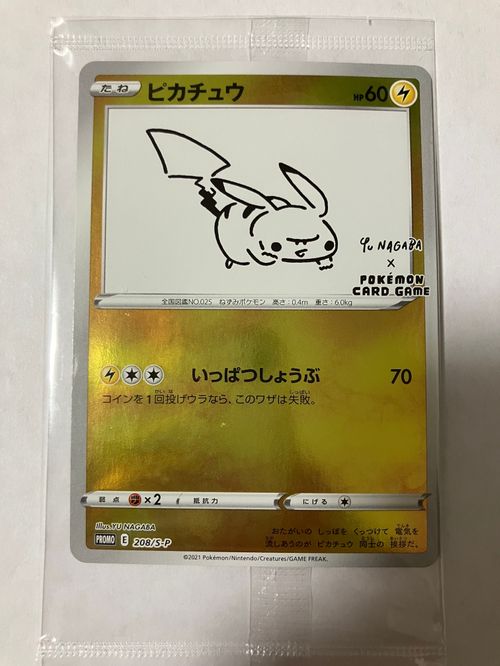 たね ピカチュウ HP60
Yu NAGABA
×
POKÉMON
CARD GAME
全国図鑑NO.025 ねずみポケモン 高さ:0.4m 重さ:6.0kg
いっぱつしょうぶ 70
コインを1回投げウラなら、このワザは失敗。
弱点 ×2 抵抗力 にげる
Illus.YU NAGABA
PROMO E 208/S-P
おたがいの しっぽを くっつけて 電気を
流しあうのが ピカチュウ 同士の 挨拶だ。
©2021 Pokémon/Nintendo/Creatures/GAME FREAK.